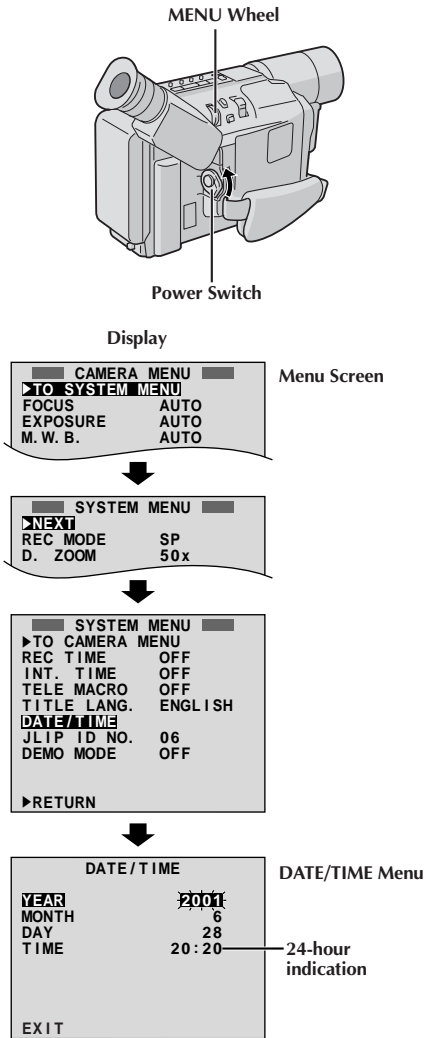 MENU Wheel
Power Switch
Display
CAMERA MENU
▶TO SYSTEM MENU
FOCUS AUTO
EXPOSURE AUTO
M. W. B. AUTO
Menu Screen
SYSTEM MENU
▶NEXT
REC MODE SP
D. ZOOM 50x
SYSTEM MENU
▶TO CAMERA MENU
REC TIME OFF
INT. TIME OFF
TELE MACRO OFF
TITLE LANG. ENGLISH
DATE/TIME
JLIP ID NO. 06
DEMO MODE OFF
▶RETURN
DATE/TIME
DATE/TIME Menu
YEAR 2001
MONTH 6
DAY 28
TIME 20:20
24-hour
indication
EXIT